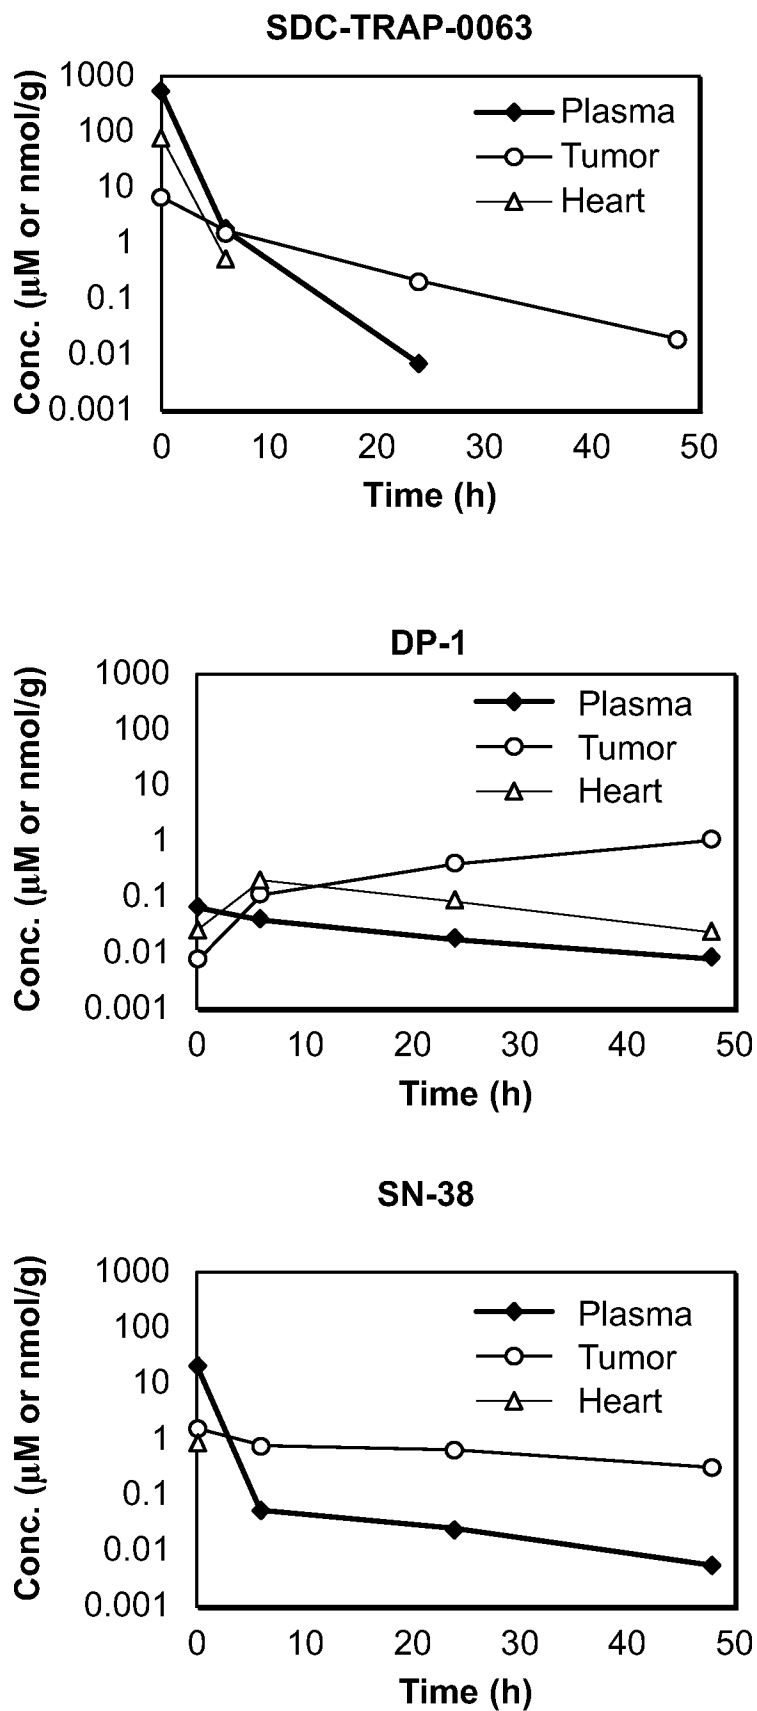 SDC-TRAP-0063
Conc. (µM or nmol/g)
1000
100
10
1
0.1
0.01
0.001
Plasma
Tumor
Heart
0 10 20 30 40 50
Time (h)
DP-1
Conc. (µM or nmol/g)
1000
100
10
1
0.1
0.01
0.001
Plasma
Tumor
Heart
0 10 20 30 40 50
Time (h)
SN-38
Conc. (µM or nmol/g)
1000
100
10
1
0.1
0.01
0.001
Plasma
Tumor
Heart
0 10 20 30 40 50
Time (h)